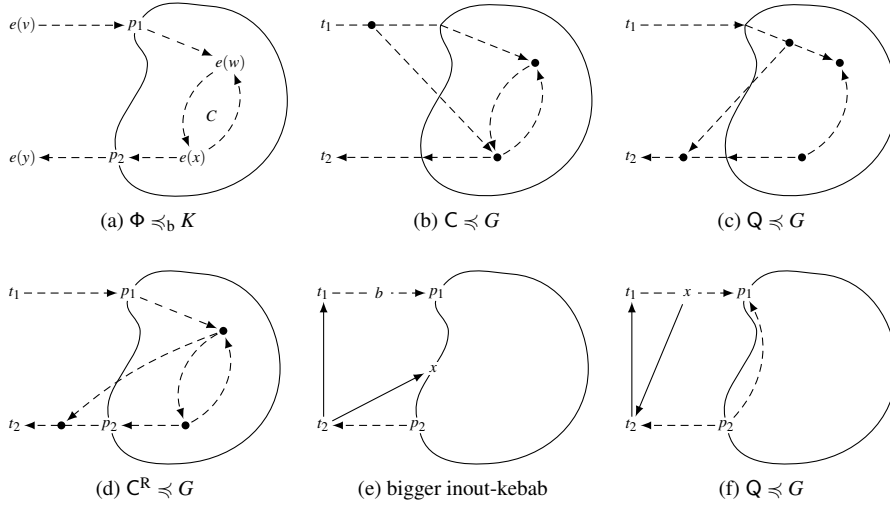 e(v) p₁
e(w)
C
e(y) p₂ e(x)
(a) Φ ≼_b K
t₁
t₂
(b) C ≼ G
t₁
t₂
(c) Q ≼ G
t₁ p₁
t₂ p₂
(d) C^R ≼ G
t₁ b p₁
x
t₂ p₂
(e) bigger inout-kebab
t₁ x p₁
t₂ p₂
(f) Q ≼ G